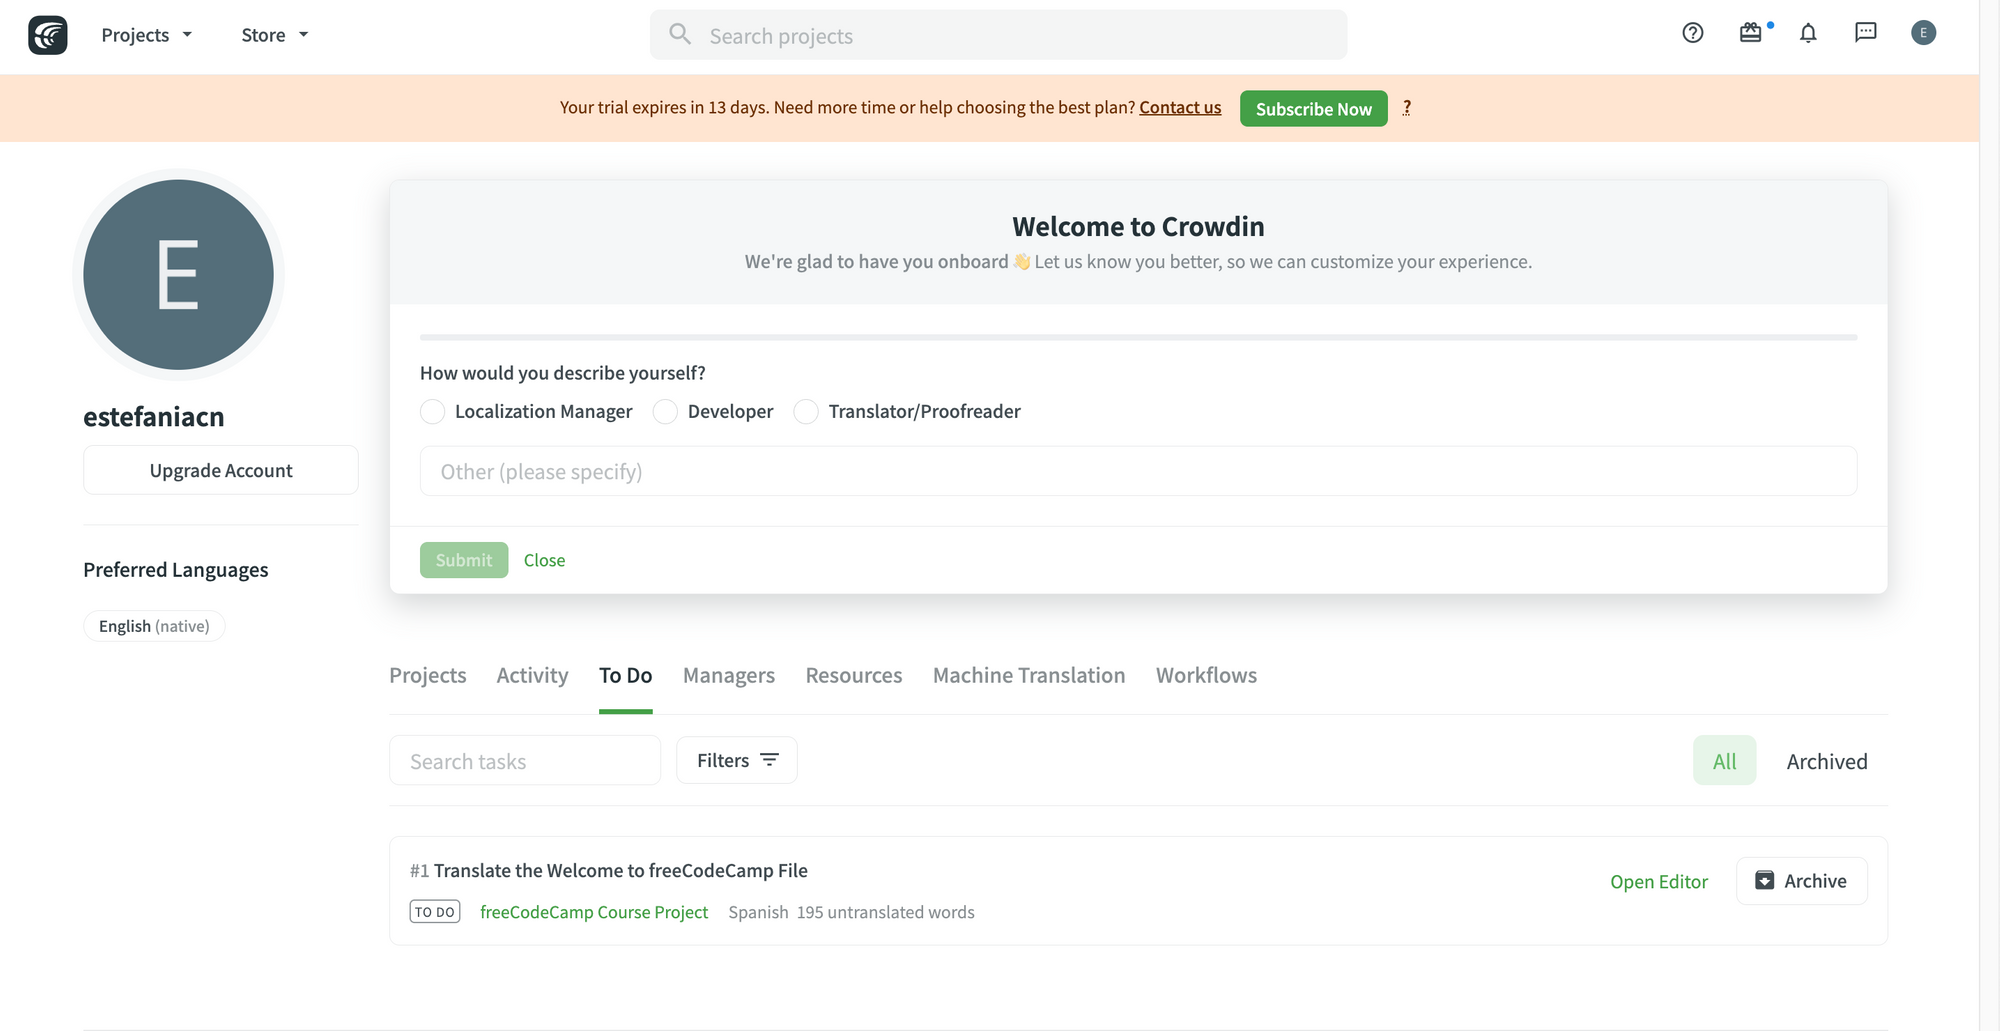 Projects
Store
Search projects
E
Your trial expires in 13 days. Need more time or help choosing the best plan? Contact us Subscribe Now ?
E
estefaniacn
Upgrade Account
Preferred Languages
English (native)
Welcome to Crowdin
We're glad to have you onboard 👋 Let us know you better, so we can customize your experience.
How would you describe yourself?
Localization Manager Developer Translator/Proofreader
Other (please specify)
Submit Close
Projects Activity To Do Managers Resources Machine Translation Workflows
Search tasks Filters All Archived
#1 Translate the Welcome to freeCodeCamp File
Open Editor Archive
TO DO freeCodeCamp Course Project Spanish 195 untranslated words